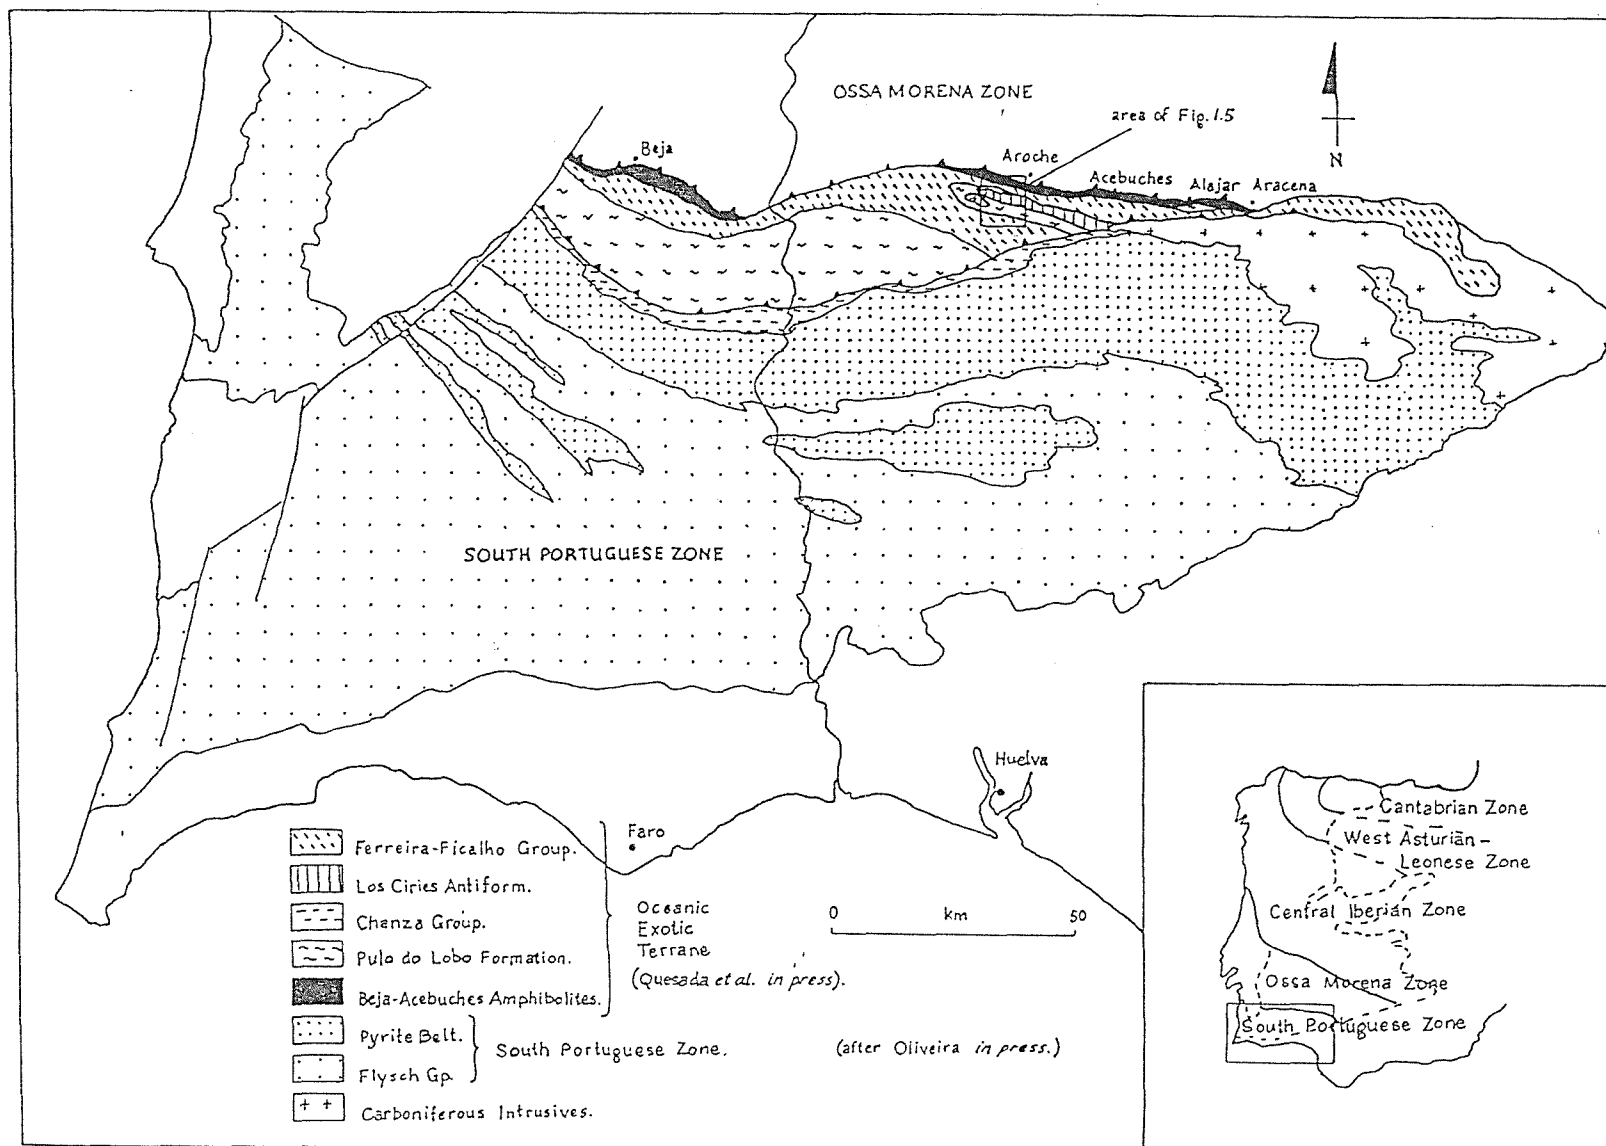 OSSA MORENA ZONE
area of Fig. 1.5
N
Beja
Aroche
Acebuches
Alajar
Aracena
SOUTH PORTUGUESE ZONE
Huelva
Faro
Ferreira-Ficalho Group.
Los Ciries Antiform.
Chanza Group.
Pulo do Lobo Formation.
Beja-Acebuches Amphibolites.
Oceanic
Exotic
Terrane
(Quesada et al. in press).
Pyrite Belt.
Flysch Gp.
South Portuguese Zone.
Carboniferous Intrusives.
(after Oliveira in press.)
0 km 50
Cantabrian Zone
West Asturian-
Leonese Zone
Central Iberian Zone
Ossa Morena Zone
South Portuguese Zone